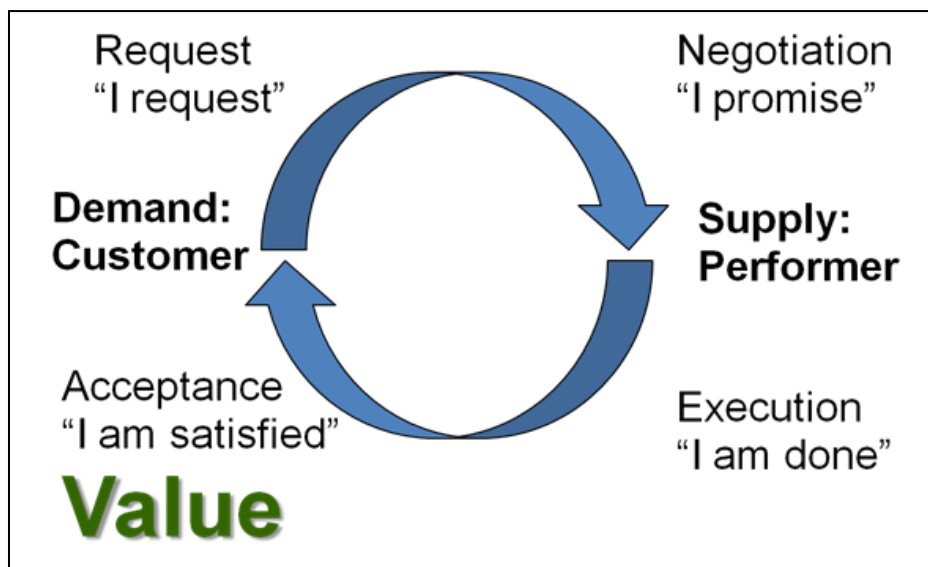 Request
“I request”
Negotiation
“I promise”
Demand:
Customer
Supply:
Performer
Acceptance
“I am satisfied”
Execution
“I am done”
Value